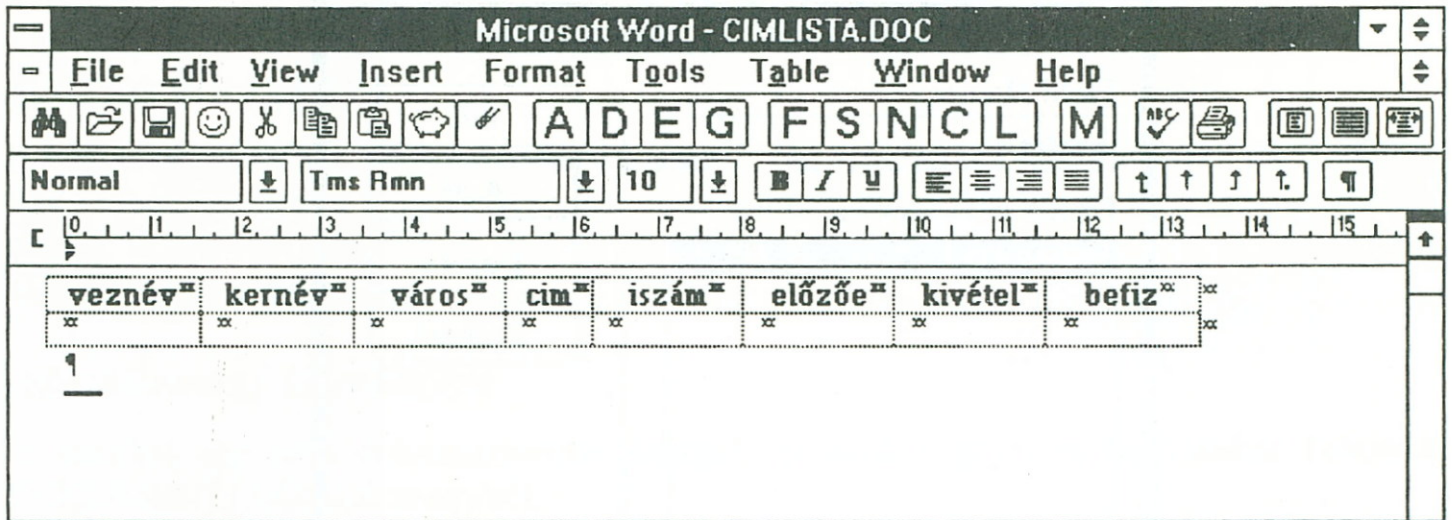 Microsoft Word - CIMLISTA.DOC
File Edit View Insert Format Tools Table Window Help
A D E G F S N C L M ABC
Normal Tms Rmn 10 B I U ¶
0 1 2 3 4 5 6 7 8 9 10 11 12 13 14 15
veznév¤ kernév¤ város¤ cim¤ iszám¤ előzőe¤ kivétel¤ befiz¤ ¤
¤ ¤ ¤ ¤ ¤ ¤ ¤ ¤ ¤
¶